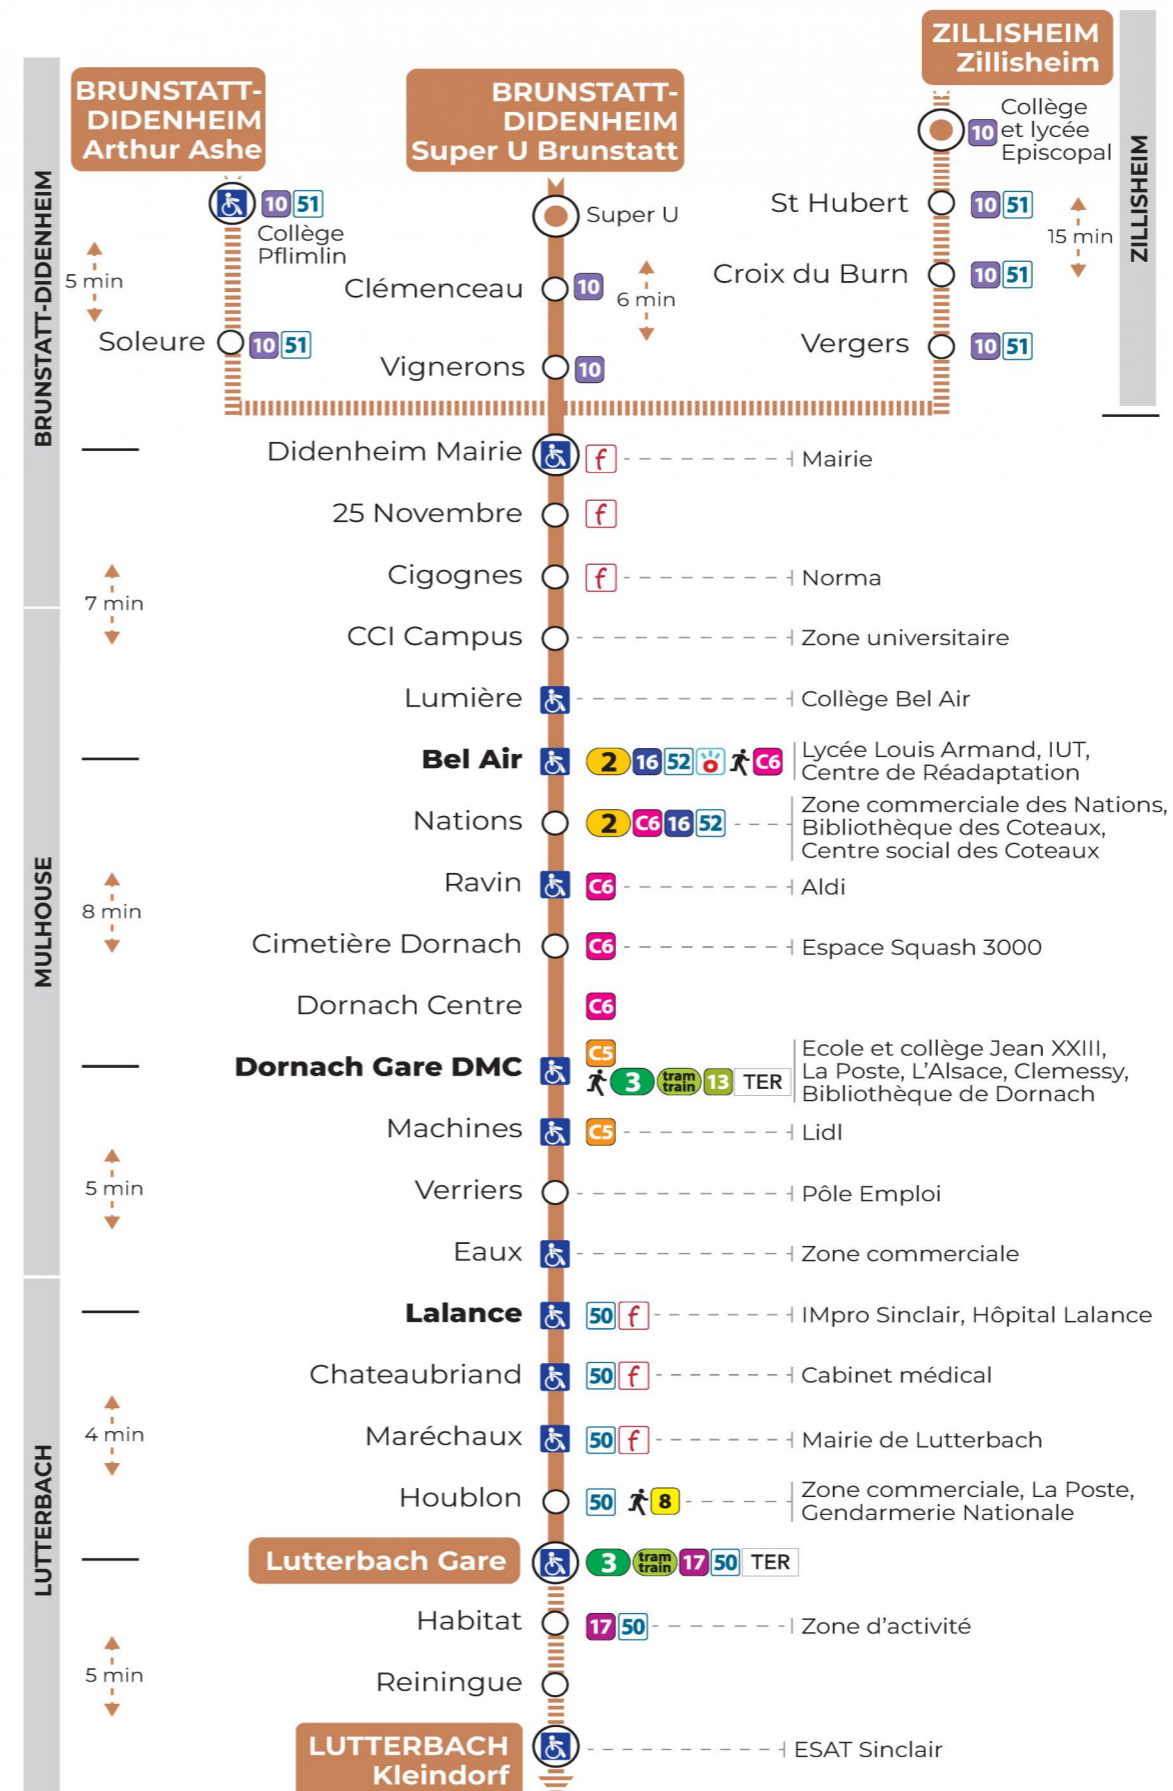 ZILLISHEIM
Zillisheim
BRUNSTATT-
DIDENHEIM
Arthur Ashe
BRUNSTATT-
DIDENHEIM
Super U Brunstatt
10 Collège
et lycée
Episcopal
10 51
Collège
Pflimlin
Super U
St Hubert 10 51
15 min
ZILLISHEIM
5 min
Clémenceau 10
6 min
Croix du Burn 10 51
Soleure 10 51
Vignerons 10
Vergers 10 51
BRUNSTATT-DIDENHEIM
Didenheim Mairie f Mairie
25 Novembre f
Cigognes f Norma
7 min
CCI Campus Zone universitaire
Lumière Collège Bel Air
Bel Air 2 16 52 C6 Lycée Louis Armand, IUT,
Centre de Réadaptation
Nations 2 C6 16 52 Zone commerciale des Nations,
Bibliothèque des Coteaux,
Centre social des Coteaux
MULHOUSE
Ravin C6 Aldi
8 min
Cimetière Dornach C6 Espace Squash 3000
Dornach Centre C6
Dornach Gare DMC C5 3 tram train 13 TER Ecole et collège Jean XXIII,
La Poste, L'Alsace, Clemessy,
Bibliothèque de Dornach
Machines C5 Lidl
5 min
Verriers Pôle Emploi
Eaux Zone commerciale
Lalance 50 f IMpro Sinclair, Hôpital Lalance
Chateaubriand 50 f Cabinet médical
4 min
Maréchaux 50 f Mairie de Lutterbach
LUTTERBACH
Houblon 50 8 Zone commerciale, La Poste,
Gendarmerie Nationale
Lutterbach Gare 3 tram train 17 50 TER
Habitat 17 50 Zone d'activité
5 min
Reiningue
LUTTERBACH
Kleindorf
ESAT Sinclair